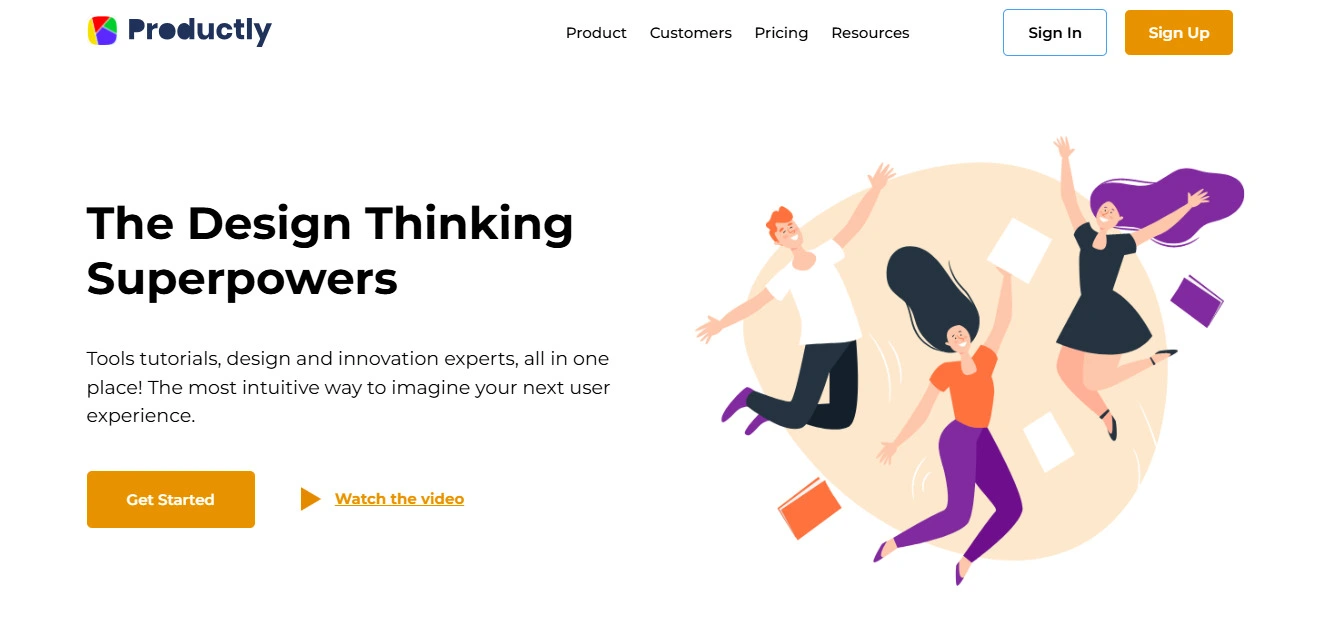 Productly
Product
Customers
Pricing
Resources
Sign In
Sign Up
The Design Thinking
Superpowers
Tools tutorials, design and innovation experts, all in one
place! The most intuitive way to imagine your next user
experience.
Get Started
Watch the video